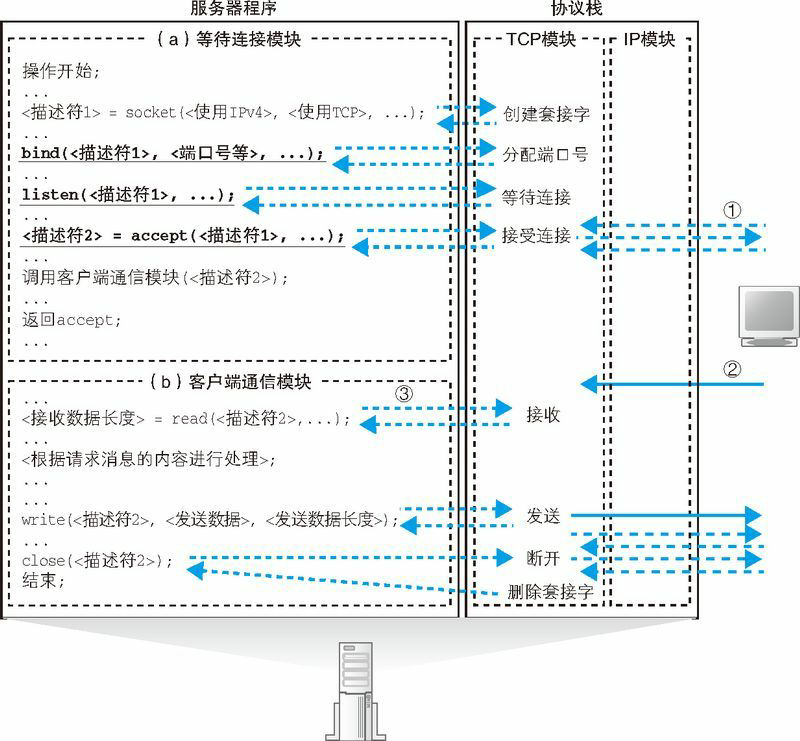 服务器程序
协议栈
(a) 等待连接模块
TCP模块
IP模块
操作开始;
...
<描述符1> = socket(<使用IPv4>, <使用TCP>, ...);
创建套接字
...
bind(<描述符1>, <端口号等>, ...);
分配端口号
...
listen(<描述符1>, ...);
等待连接
①
...
<描述符2> = accept(<描述符1>, ...);
接受连接
...
调用客户端通信模块(<描述符2>);
...
返回accept;
...
(b) 客户端通信模块
②
...
③
<接收数据长度> = read(<描述符2>,...);
接收
...
<根据请求消息的内容进行处理>;
...
...
write(<描述符2>, <发送数据>, <发送数据长度>);
发送
...
close(<描述符2>);
断开
结束;
删除套接字